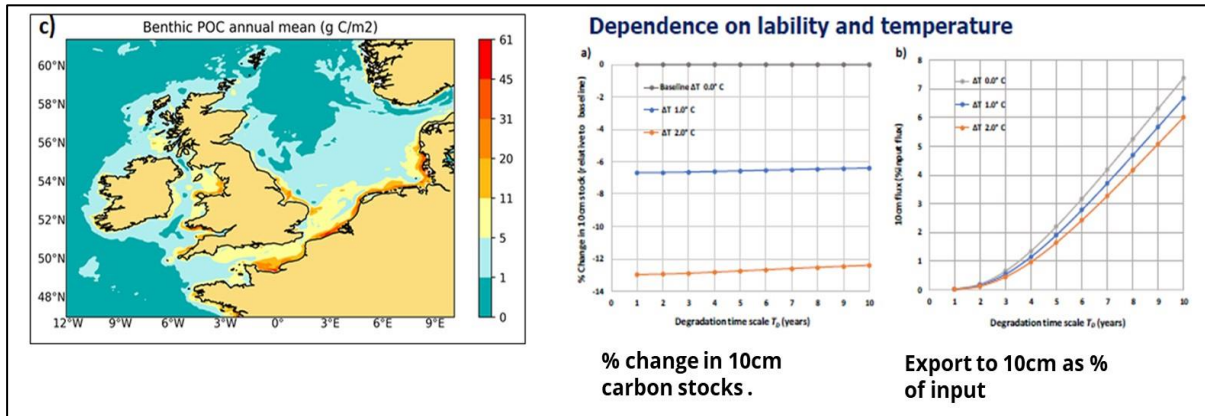 c)
Benthic POC annual mean (g C/m2)
60°N
58°N
56°N
54°N
52°N
50°N
48°N
12°W 9°W 6°W 3°W 0° 3°E 6°E 9°E
61
45
31
20
11
5
1
0
Dependence on lability and temperature
a)
% Change in 10cm stock (relative to baseline)
0
-2
-4
-6
-8
-10
-12
-14
Baseline ΔT 0.0° C
ΔT 1.0° C
ΔT 2.0° C
0 1 2 3 4 5 6 7 8 9 10
Degradation time scale T_D (years)
% change in 10cm
carbon stocks .
b)
10cm flux (% input flux)
8
7
6
5
4
3
2
1
0
ΔT 0.0° C
ΔT 1.0° C
ΔT 2.0° C
0 1 2 3 4 5 6 7 8 9 10
Degradation time scale T_D (years)
Export to 10cm as %
of input